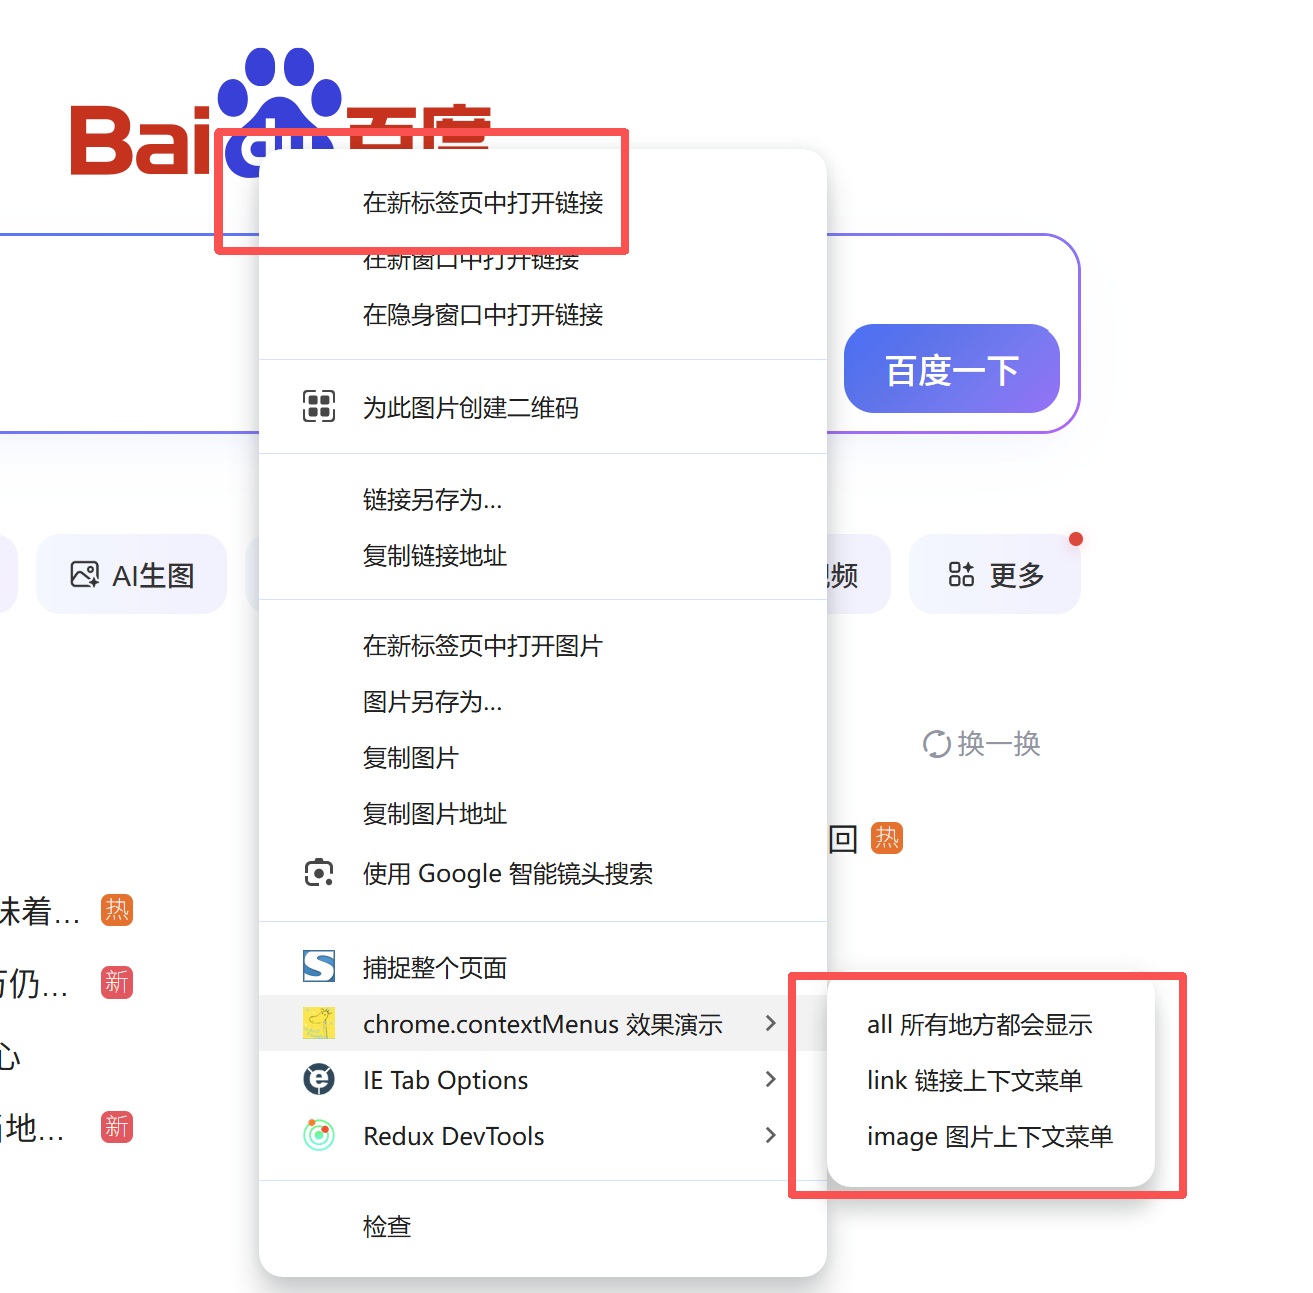 Bai du 百度
在新标签页中打开链接
在新窗口中打开链接
在隐身窗口中打开链接
百度一下
为此图片创建二维码
链接另存为...
复制链接地址
AI生图
视频
更多
在新标签页中打开图片
图片另存为...
复制图片
换一换
复制图片地址
回 热
使用 Google 智能镜头搜索
味着... 热
捕捉整个页面
仍... 新
chrome.contextMenus 效果演示
all 所有地方都会显示
心
IE Tab Options
link 链接上下文菜单
地... 新
Redux DevTools
image 图片上下文菜单
检查